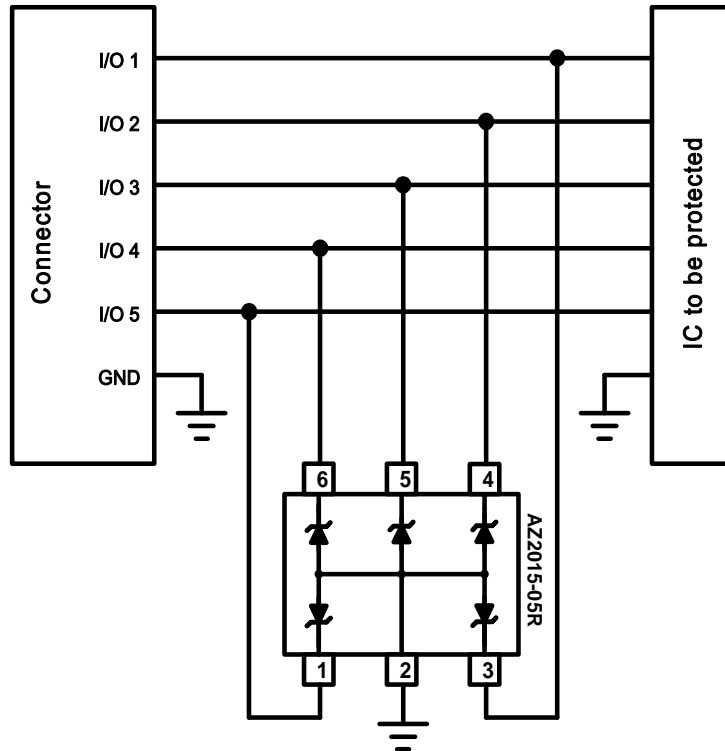 I/O 1
I/O 2
I/O 3
I/O 4
I/O 5
GND
Connector
IC to be protected
6 5 4
AZ2015-05R
1 2 3